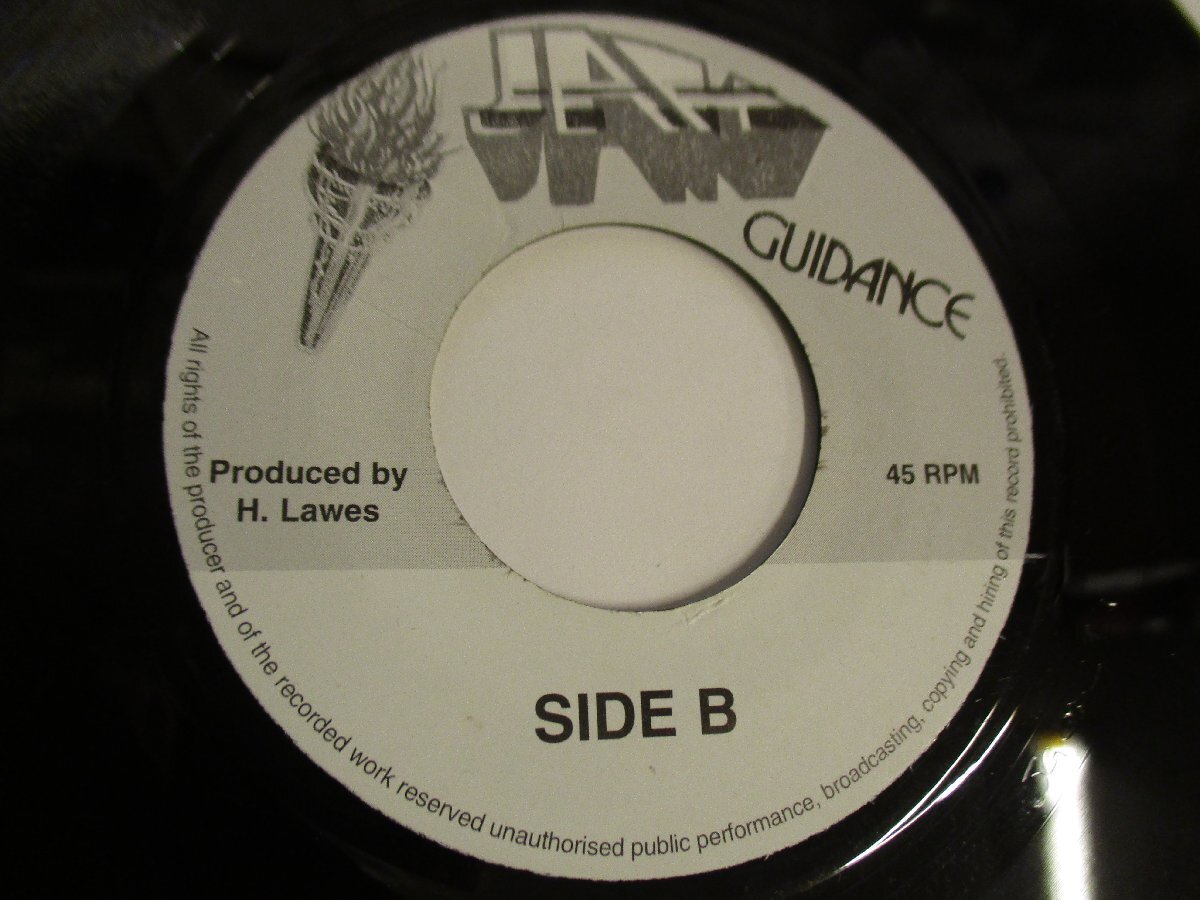 JAH
GUIDANCE
Produced by
H. Lawes
45 RPM
SIDE B
All rights of the producer and of the recorded work reserved unauthorised public performance, broadcasting, copying and hiring of this record prohibited.